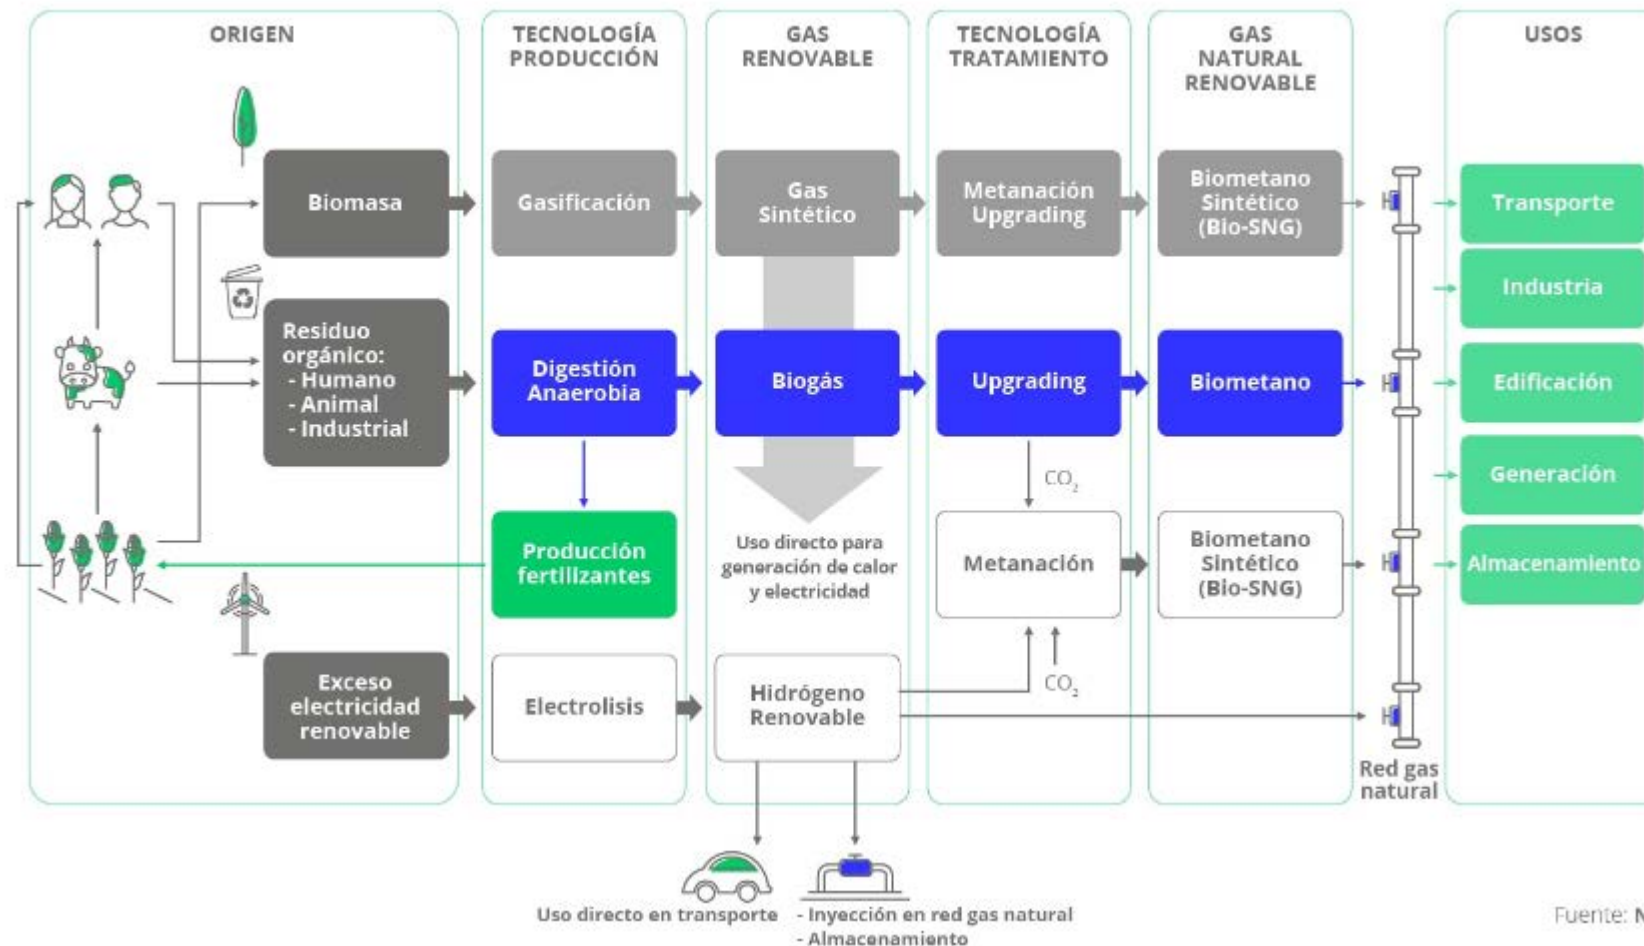 ORIGEN
TECNOLOGÍA
PRODUCCIÓN
GAS
RENOVABLE
TECNOLOGÍA
TRATAMIENTO
GAS
NATURAL
RENOVABLE
USOS
Biomasa
Gasificación
Gas
Sintético
Metanación
Upgrading
Biometano
Sintético
(Bio-SNG)
Transporte
Industria
Residuo
orgánico:
- Humano
- Animal
- Industrial
Digestión
Anaerobia
Biogás
Upgrading
Biometano
Edificación
Generación
CO₂
Producción
fertilizantes
Uso directo para
generación de calor
y electricidad
Metanación
Biometano
Sintético
(Bio-SNG)
Almacenamiento
Exceso
electricidad
renovable
Electrolisis
Hidrógeno
Renovable
CO₂
Red gas
natural
Uso directo en transporte
- Inyección en red gas natural
- Almacenamiento
Fuente: N